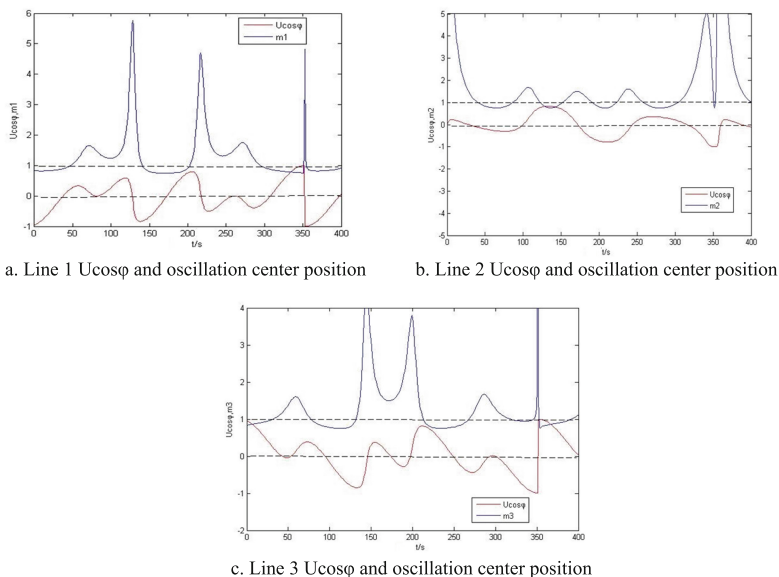 6
5
4
3
2
1
0
-1
Ucosφ,m1
Ucosφ
m1
0 50 100 150 200 250 300 350 400
t/s
a. Line 1 Ucosφ and oscillation center position
5
4
3
2
1
0
-1
-2
-3
-4
-5
Ucosφ,m2
Ucosφ
m2
0 50 100 150 200 250 300 350 400
t/s
b. Line 2 Ucosφ and oscillation center position
4
3
2
1
0
-1
-2
Ucosφ,m3
Ucosφ
m3
0 50 100 150 200 250 300 350 400
t/s
c. Line 3 Ucosφ and oscillation center position